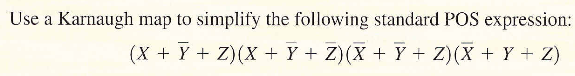 Use a Karnaugh map to simplify the following standard POS expression:
(X + Y̅ + Z)(X + Y̅ + Z̅)(X̅ + Y̅ + Z)(X̅ + Y + Z)